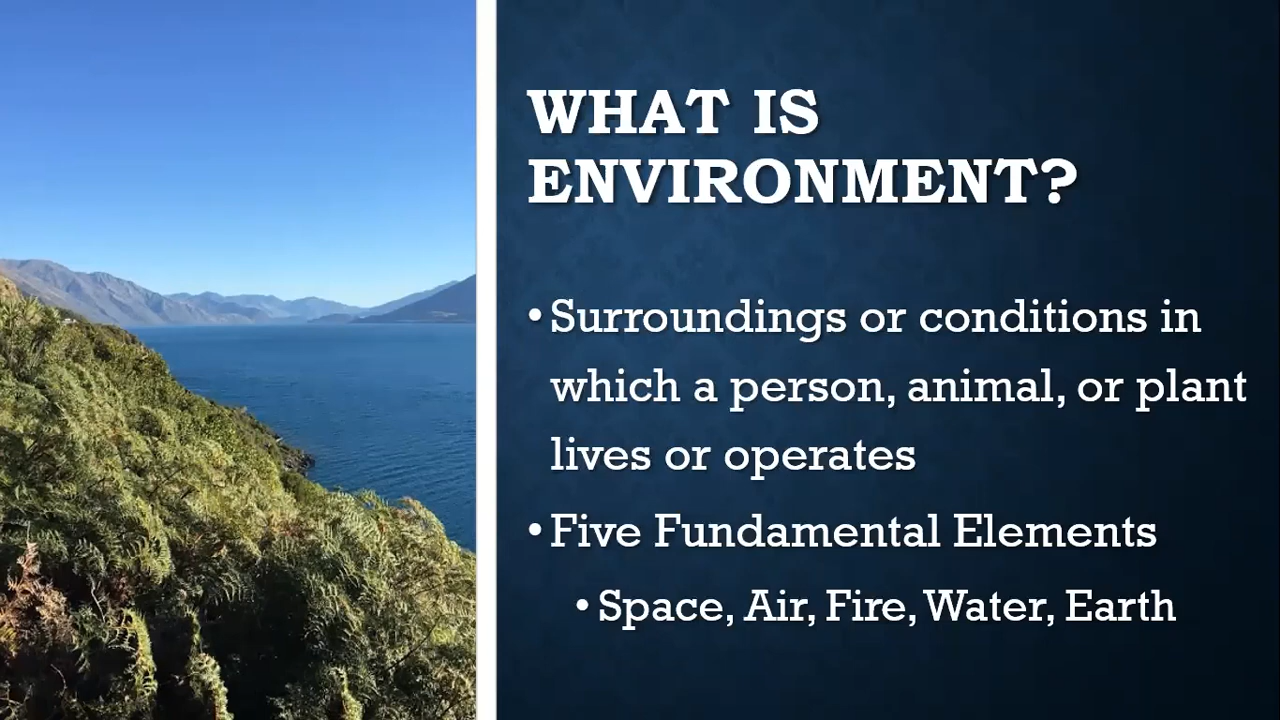 WHAT IS
ENVIRONMENT?
• Surroundings or conditions in
which a person, animal, or plant
lives or operates
• Five Fundamental Elements
• Space, Air, Fire, Water, Earth